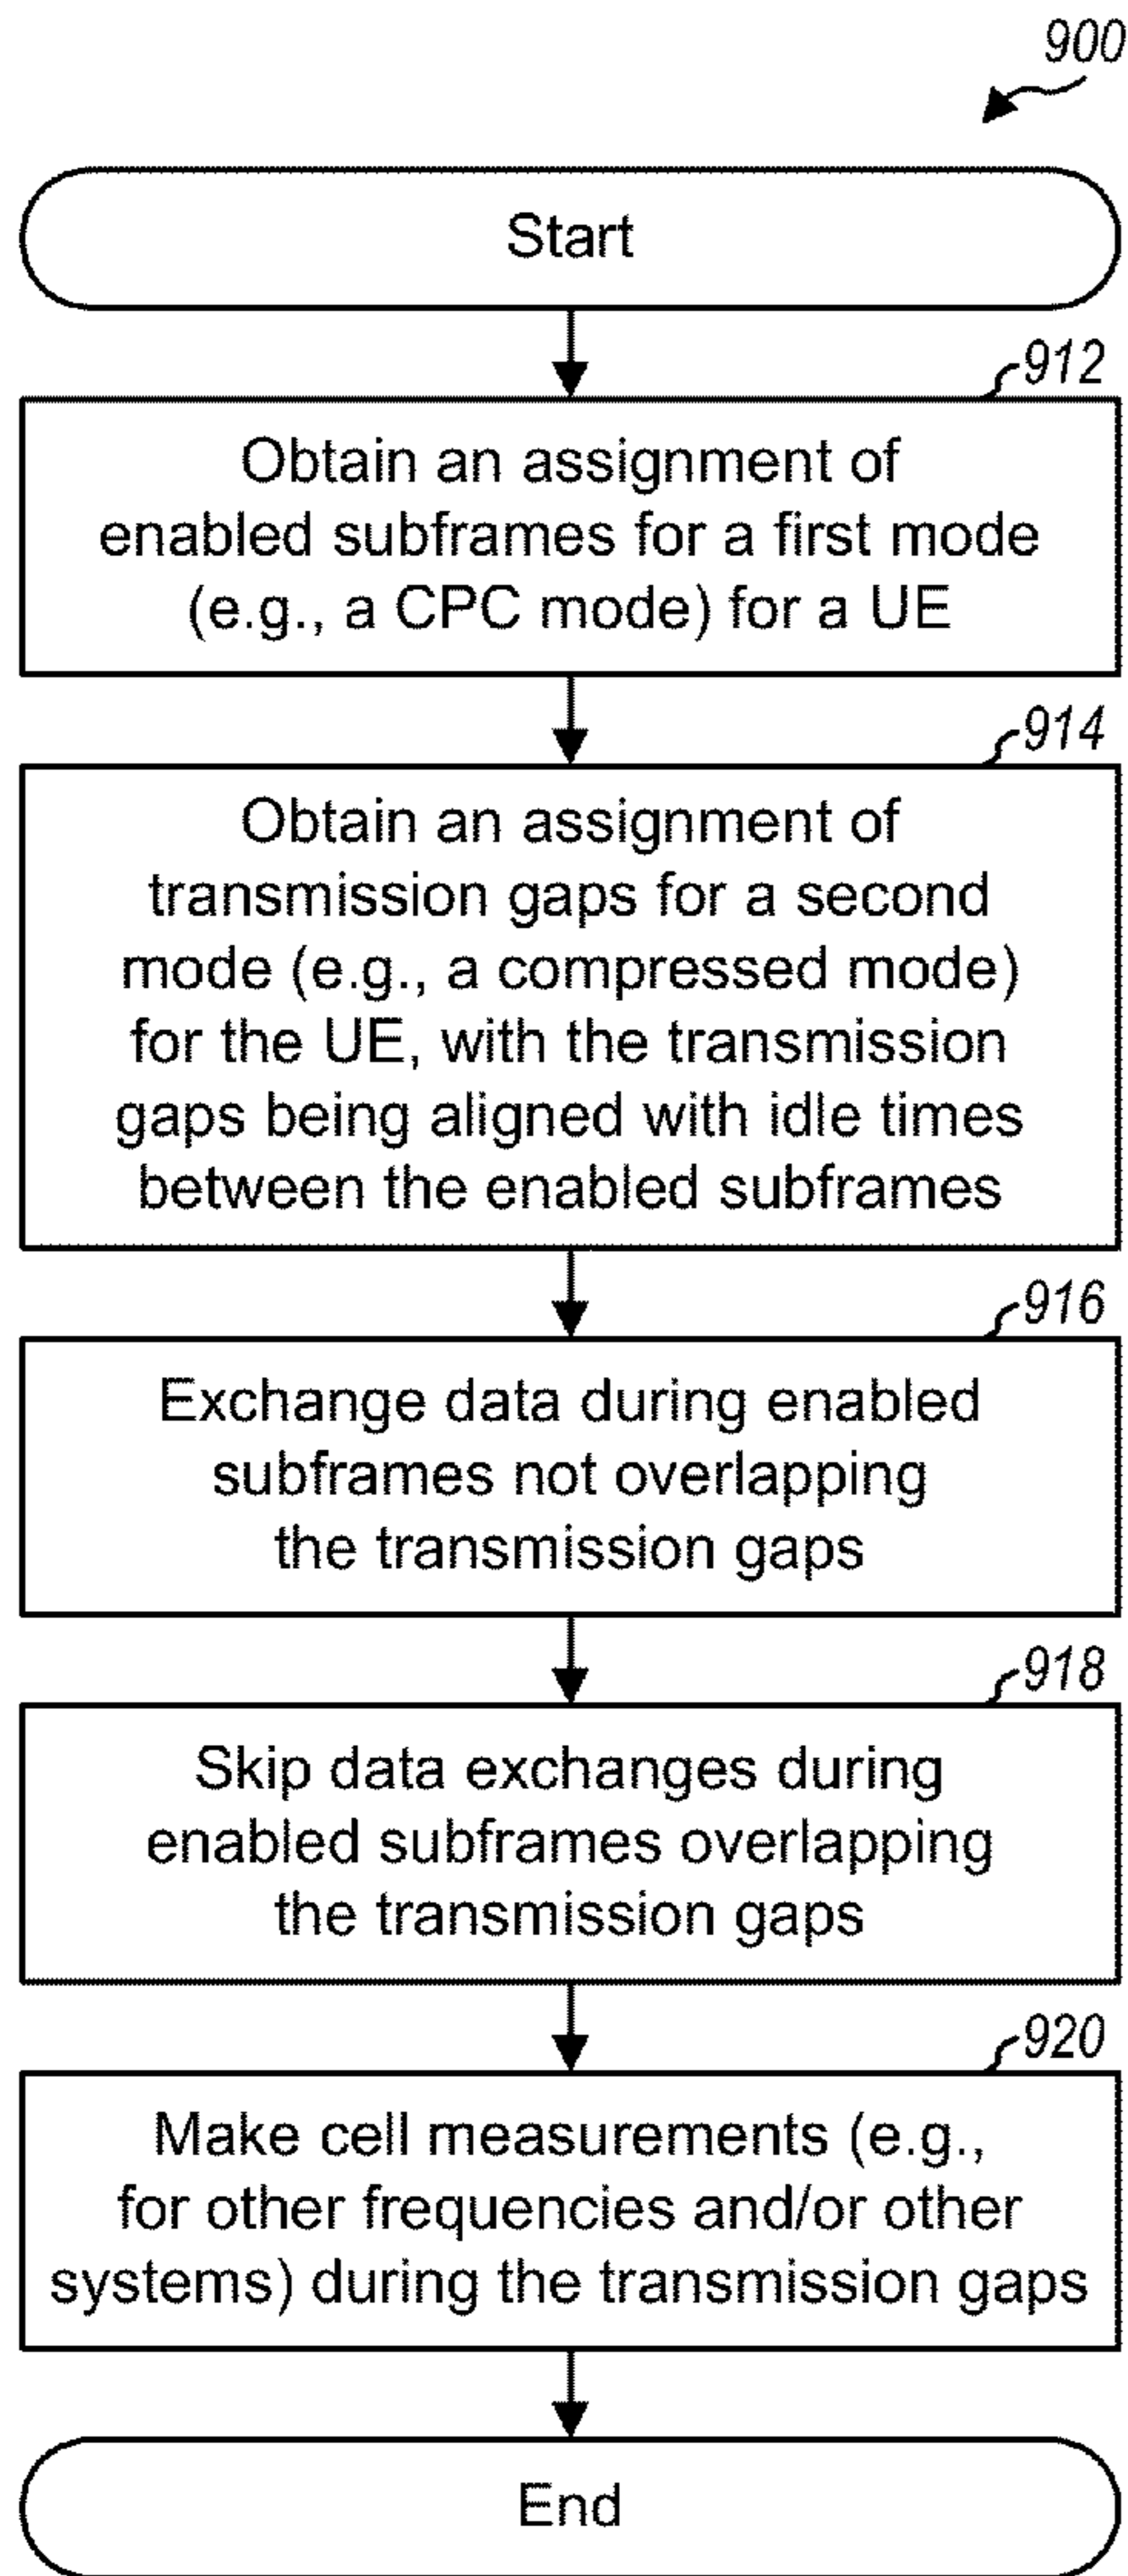 900
Start
912
Obtain an assignment of
enabled subframes for a first mode
(e.g., a CPC mode) for a UE
914
Obtain an assignment of
transmission gaps for a second
mode (e.g., a compressed mode)
for the UE, with the transmission
gaps being aligned with idle times
between the enabled subframes
916
Exchange data during enabled
subframes not overlapping
the transmission gaps
918
Skip data exchanges during
enabled subframes overlapping
the transmission gaps
920
Make cell measurements (e.g.,
for other frequencies and/or other
systems) during the transmission gaps
End